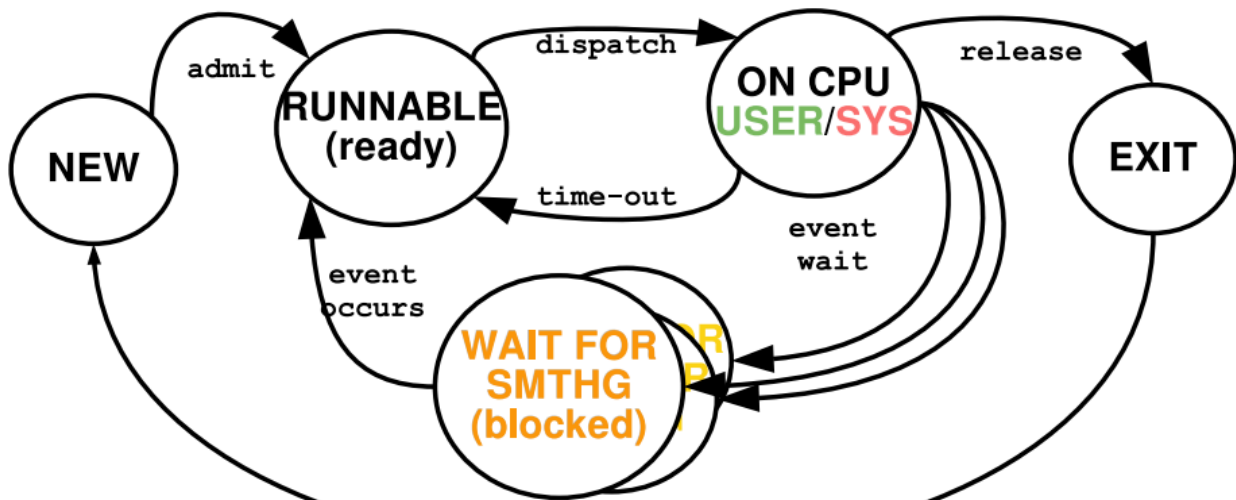 admit
dispatch
release
NEW
RUNNABLE
(ready)
ON CPU
USER/SYS
EXIT
time-out
event
wait
event
occurs
WAIT FOR
SMTHG
(blocked)